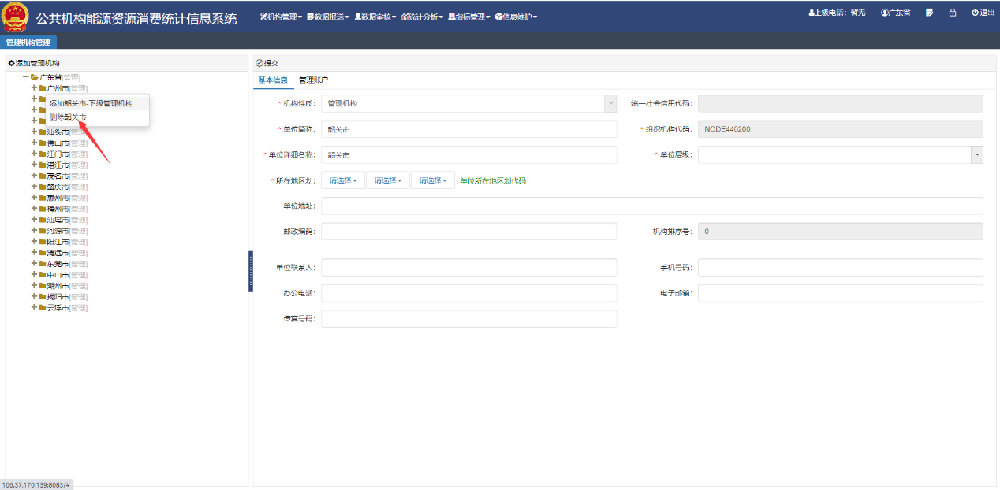 公共机构能源资源消费统计信息系统
机构管理 数据报送 数据审核 统计分析 指标管理 信息维护
上级电话：暂无 广东省 退出
管理机构管理
添加管理机构
广东省[管理]
广州市[管理]
添加韶关市-下级管理机构
删除韶关市
汕头市[管理]
佛山市[管理]
江门市[管理]
湛江市[管理]
茂名市[管理]
肇庆市[管理]
惠州市[管理]
梅州市[管理]
汕尾市[管理]
河源市[管理]
阳江市[管理]
清远市[管理]
东莞市[管理]
中山市[管理]
潮州市[管理]
揭阳市[管理]
云浮市[管理]
提交
基本信息 管理账户
* 机构性质： 管理机构 统一社会信用代码：
* 单位简称： 韶关市 * 组织机构代码： NODE440200
* 单位详细名称： 韶关市 * 单位层级：
* 所在地区划： 请选择 请选择 请选择 单位所在地区划代码
单位地址：
邮政编码： 机构排序号： 0
单位联系人： 手机号码：
办公电话： 电子邮箱：
传真号码：
106.37.170.139:8083/#